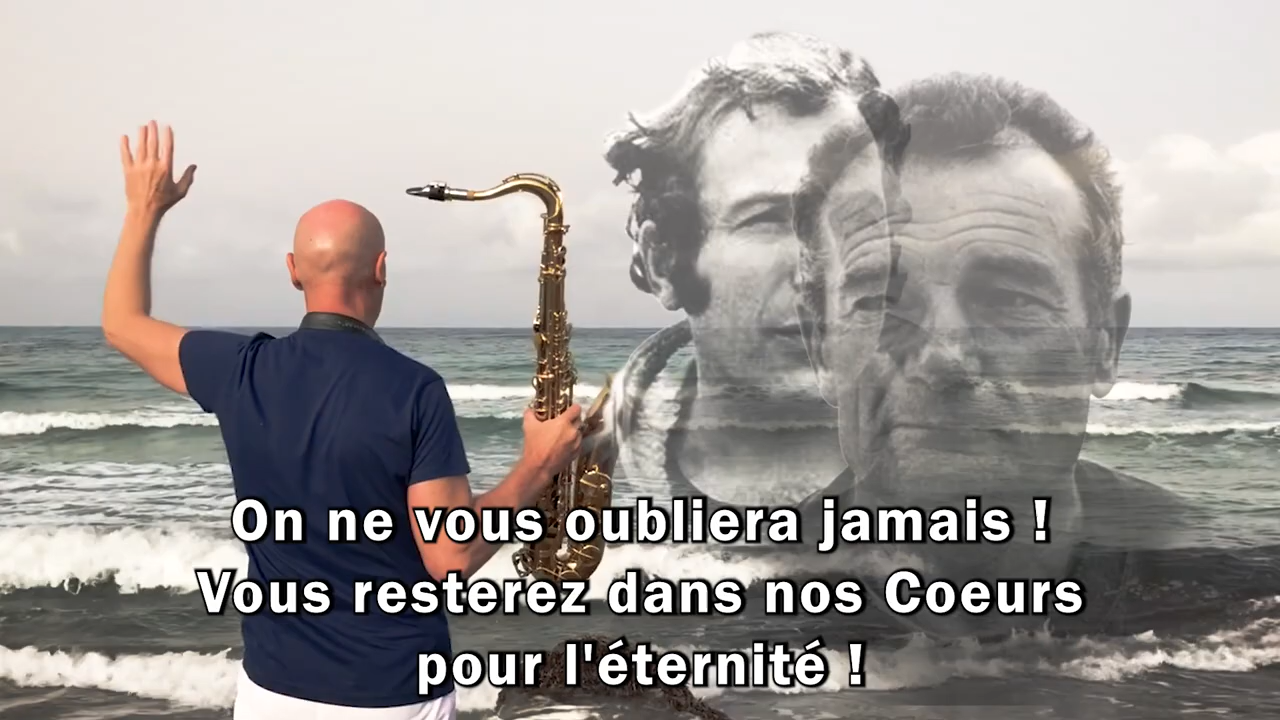 On ne vous oubliera jamais !
Vous resterez dans nos Coeurs
pour l'éternité !